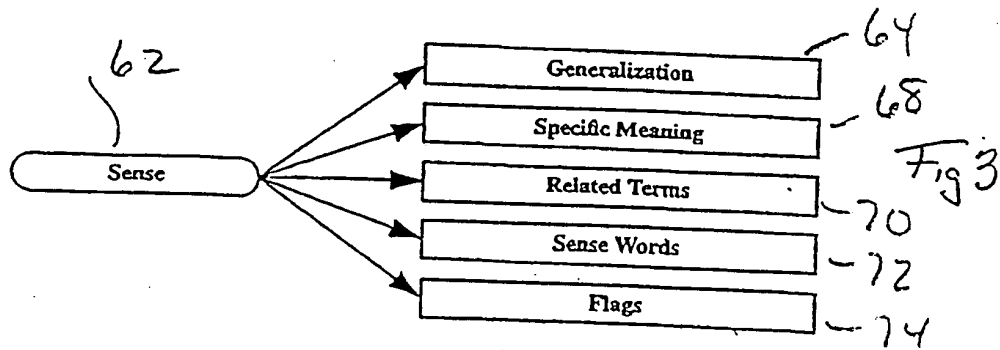 62
64
Generalization
Specific Meaning
68
Fig 3
Sense
Related Terms
70
Sense Words
72
Flags
74